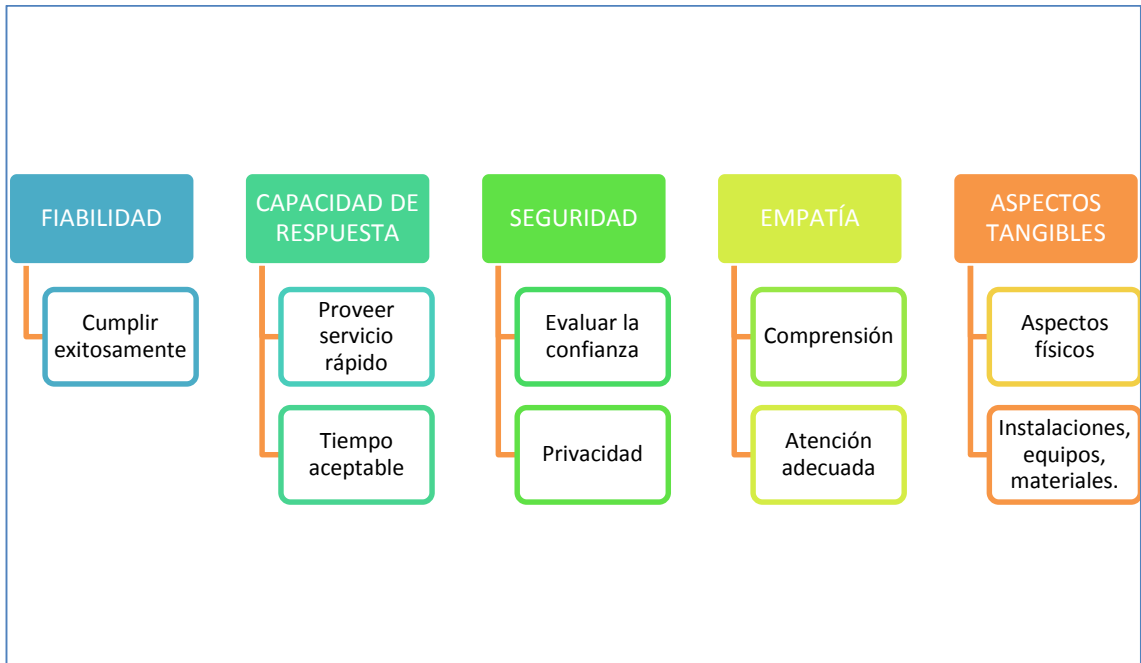 FIABILIDAD
Cumplir
exitosamente
CAPACIDAD DE
RESPUESTA
Proveer
servicio
rápido
Tiempo
aceptable
SEGURIDAD
Evaluar la
confianza
Privacidad
EMPATÍA
Comprensión
Atención
adecuada
ASPECTOS
TANGIBLES
Aspectos
físicos
Instalaciones,
equipos,
materiales.